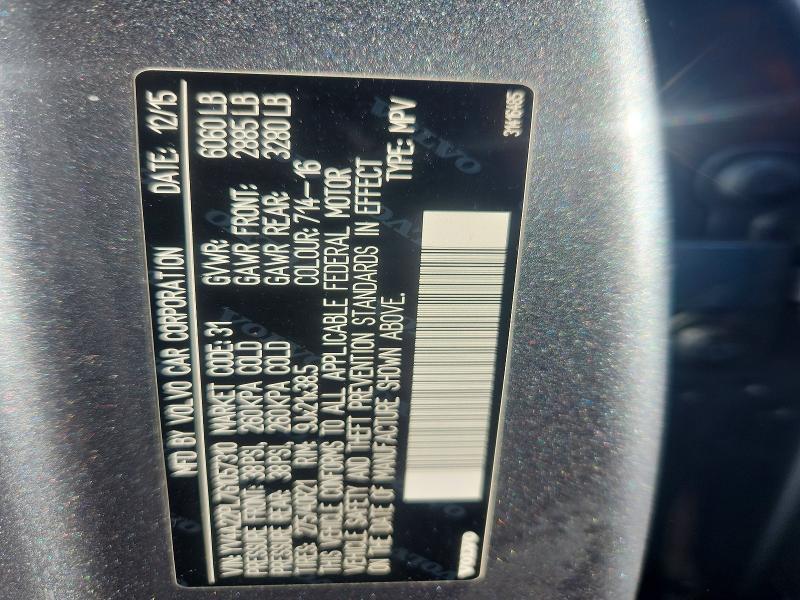 MFD BY VOLVO CAR CORPORATION DATE: 12/15
VIN: YV4A22PL7G1057310 MARKET CODE: 31 GVWR: 6060 LB
PRESSURE FRONT: 38PSI, 260KPA COLD GAWR FRONT: 2885 LB
PRESSURE REAR: 38PSI, 260KPA COLD GAWR REAR: 3280 LB
TIRES: 275/40R21 RIM: 9Jx21x38.5 COLOUR: 714-16
THIS VEHICLE CONFORMS TO ALL APPLICABLE FEDERAL MOTOR
VEHICLE SAFETY AND THEFT PREVENTION STANDARDS IN EFFECT
ON THE DATE OF MANUFACTURE SHOWN ABOVE. TYPE: MPV
VOLVO 31416485